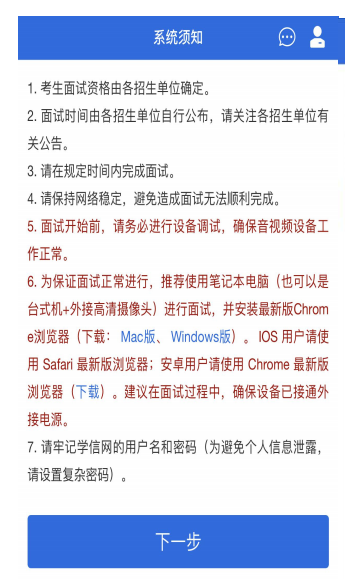 系统须知
1. 考生面试资格由各招生单位确定。
2. 面试时间由各招生单位自行公布，请关注各招生单位有
关公告。
3. 请在规定时间内完成面试。
4. 请保持网络稳定，避免造成面试无法顺利完成。
5. 面试开始前，请务必进行设备调试，确保音视频设备工
作正常。
6. 为保证面试正常进行，推荐使用笔记本电脑（也可以是
台式机+外接高清摄像头）进行面试，并安装最新版Chrom
e浏览器（下载： Mac版、 Windows版）。 IOS 用户请使
用 Safari 最新版浏览器；安卓用户请使用 Chrome 最新版
浏览器（下载）。建议在面试过程中，确保设备已接通外
接电源。
7. 请牢记学信网的用户名和密码（为避免个人信息泄露，
请设置复杂密码）。
下一步